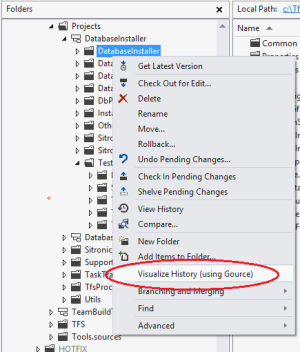 Folders
Local Path: c:\Tf
Projects
Name
DatabaseInstaller
DatabaseInstaller
Common
Data
Get Latest Version
Data
Check Out for Edit...
Data
Delete
DbP
Rename
Insta
Move...
Oth
Rollback...
Sitro
Undo Pending Changes...
Sitro
Test
Check In Pending Changes
Shelve Pending Changes
View History
Compare...
New Folder
Databas
Add Items to Folder...
Sitronic
Support
Visualize History (using Gource)
TaskTra
TfsProc
Branching and Merging
Utils
Find
TeamBuildT
TFS
Advanced
Tools.sources
HOTFIX